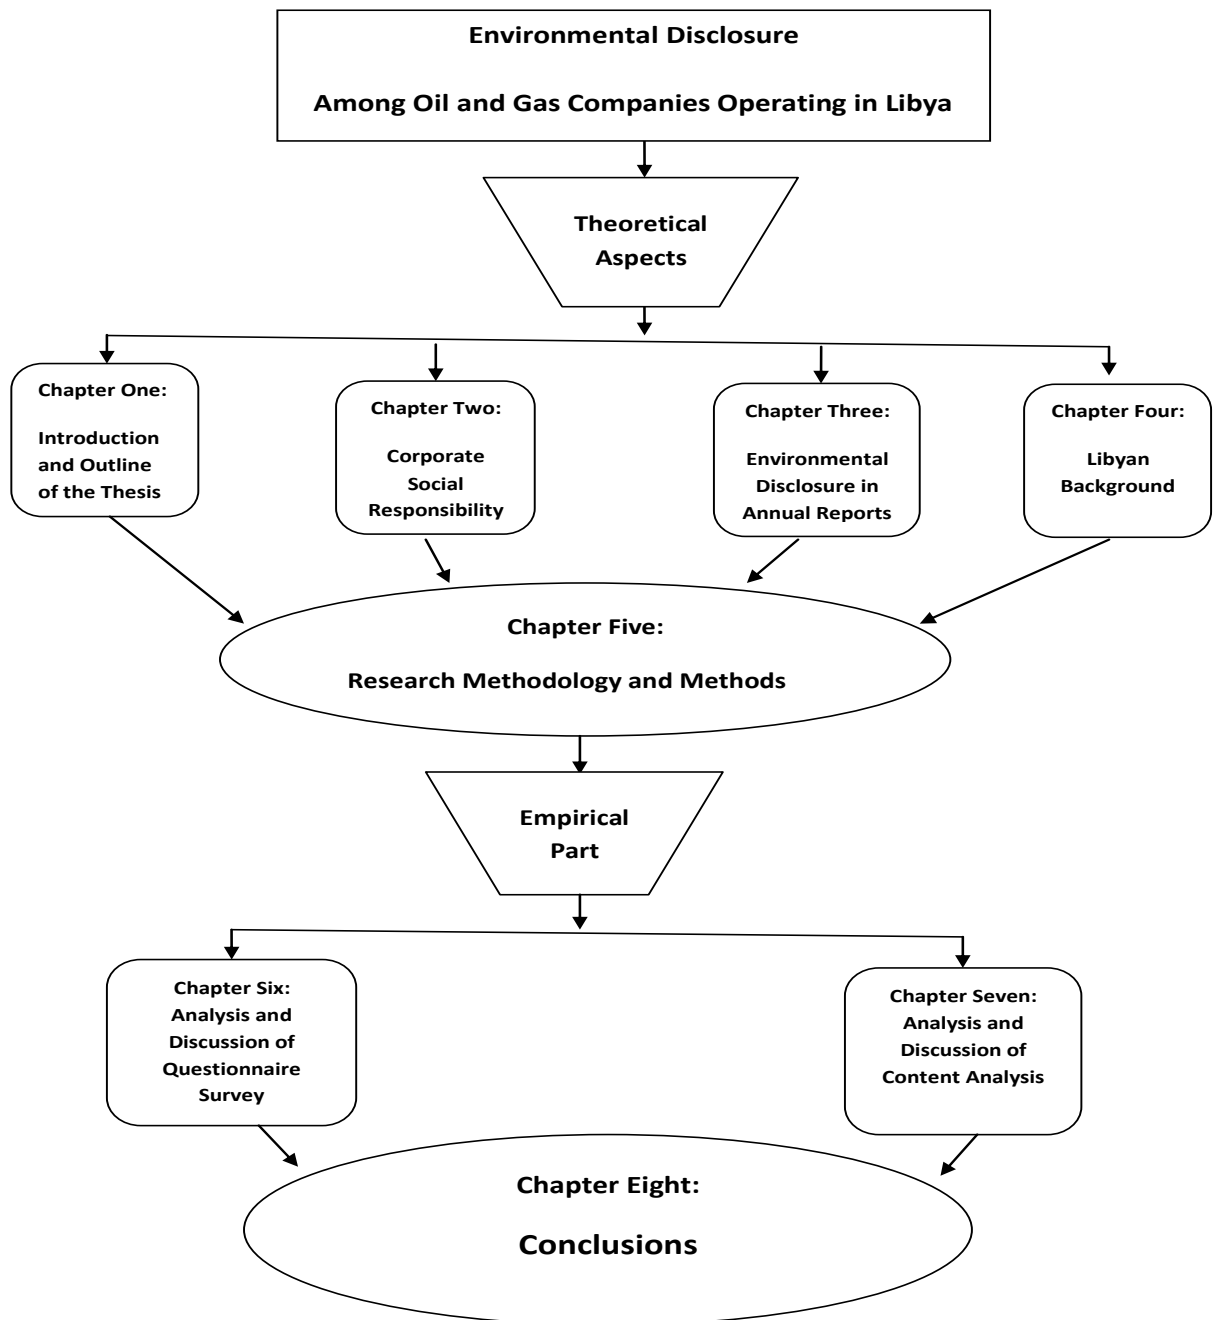 Environmental Disclosure
Among Oil and Gas Companies Operating in Libya
Theoretical
Aspects
Chapter One:
Introduction
and Outline
of the Thesis
Chapter Two:
Corporate
Social
Responsibility
Chapter Three:
Environmental
Disclosure in
Annual Reports
Chapter Four:
Libyan
Background
Chapter Five:
Research Methodology and Methods
Empirical
Part
Chapter Six:
Analysis and
Discussion of
Questionnaire
Survey
Chapter Seven:
Analysis and
Discussion of
Content Analysis
Chapter Eight:
Conclusions